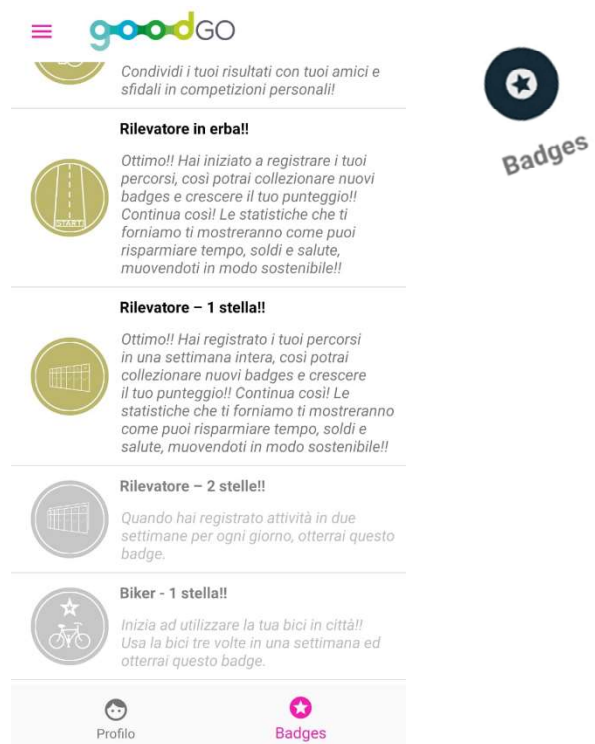 goodGO
Condividi i tuoi risultati con tuoi amici e
sfidali in competizioni personali!
Rilevatore in erba!!
Ottimo!! Hai iniziato a registrare i tuoi
percorsi, così potrai collezionare nuovi
badges e crescere il tuo punteggio!!
Continua così! Le statistiche che ti
forniamo ti mostreranno come puoi
risparmiare tempo, soldi e salute,
muovendoti in modo sostenibile!!
START
Rilevatore – 1 stella!!
Ottimo!! Hai registrato i tuoi percorsi
in una settimana intera, così potrai
collezionare nuovi badges e crescere
il tuo punteggio!! Continua così! Le
statistiche che ti forniamo ti mostreranno
come puoi risparmiare tempo, soldi e
salute, muovendoti in modo sostenibile!!
Rilevatore – 2 stelle!!
Quando hai registrato attività in due
settimane per ogni giorno, otterrai questo
badge.
Biker - 1 stella!!
Inizia ad utilizzare la tua bici in città!!
Usa la bici tre volte in una settimana ed
otterrai questo badge.
Profilo
Badges
Badges